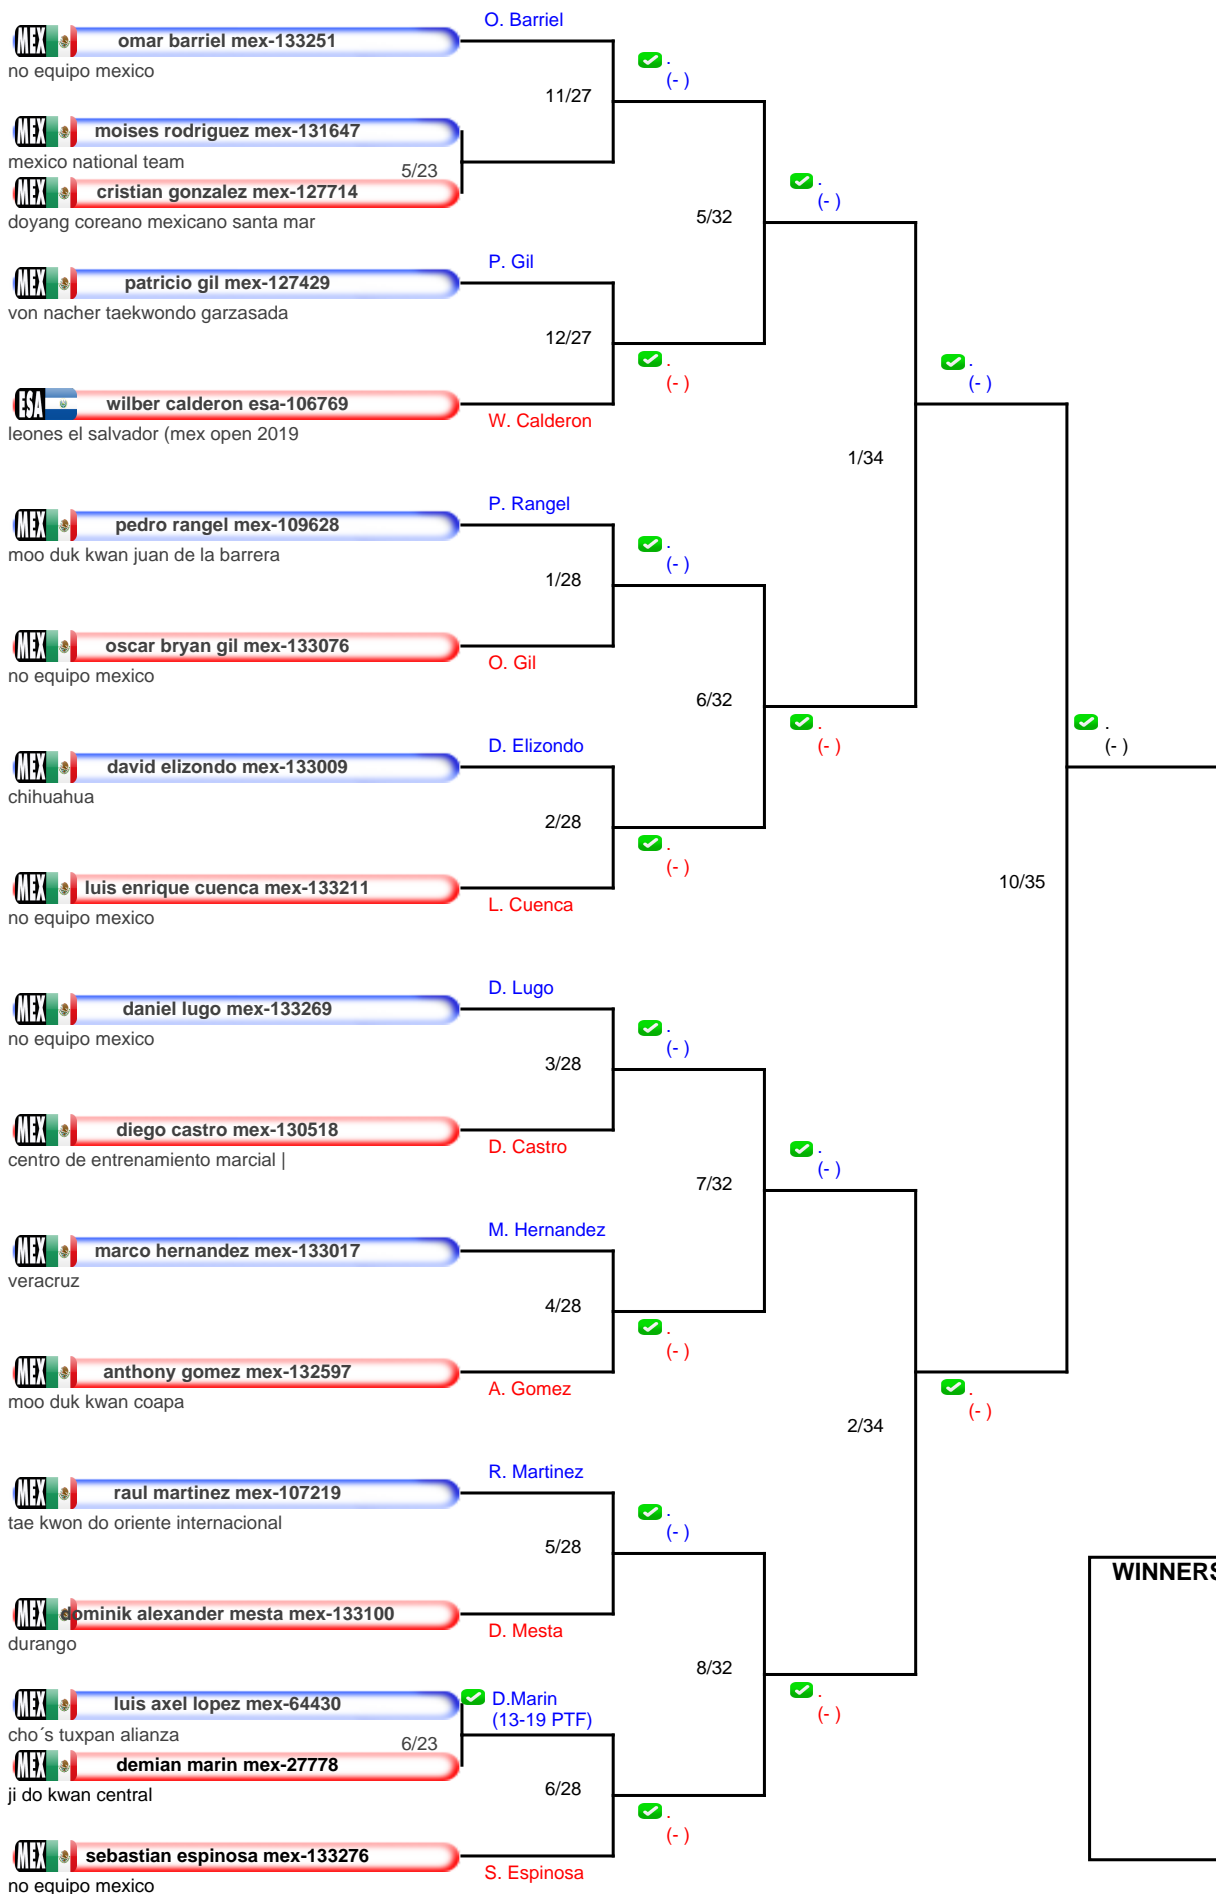 O. Barriel
MEX omar barriel mex-133251
no equipo mexico
.
(- )
11/27
MEX moises rodriguez mex-131647
mexico national team
5/23
MEX cristian gonzalez mex-127714
doyang coreano mexicano santa mar
.
(- )
5/32
P. Gil
MEX patricio gil mex-127429
von nacher taekwondo garzasada
12/27
.
(- )
.
(- )
ESA wilber calderon esa-106769
W. Calderon
leones el salvador (mex open 2019
1/34
P. Rangel
MEX pedro rangel mex-109628
moo duk kwan juan de la barrera
.
(- )
1/28
MEX oscar bryan gil mex-133076
O. Gil
no equipo mexico
6/32
.
(- )
.
(- )
D. Elizondo
MEX david elizondo mex-133009
chihuahua
2/28
.
(- )
MEX luis enrique cuenca mex-133211
10/35
L. Cuenca
no equipo mexico
D. Lugo
MEX daniel lugo mex-133269
no equipo mexico
.
(- )
3/28
MEX diego castro mex-130518
D. Castro
centro de entrenamiento marcial |
.
(- )
7/32
M. Hernandez
MEX marco hernandez mex-133017
veracruz
4/28
.
(- )
MEX anthony gomez mex-132597
A. Gomez
moo duk kwan coapa
.
(- )
2/34
R. Martinez
MEX raul martinez mex-107219
tae kwon do oriente internacional
.
(- )
5/28
WINNERS
MEX dominik alexander mesta mex-133100
D. Mesta
durango
8/32
.
(- )
MEX luis axel lopez mex-64430
D.Marin
(13-19 PTF)
cho´s tuxpan alianza
6/23
MEX demian marin mex-27778
ji do kwan central
6/28
.
(- )
MEX sebastian espinosa mex-133276
S. Espinosa
no equipo mexico